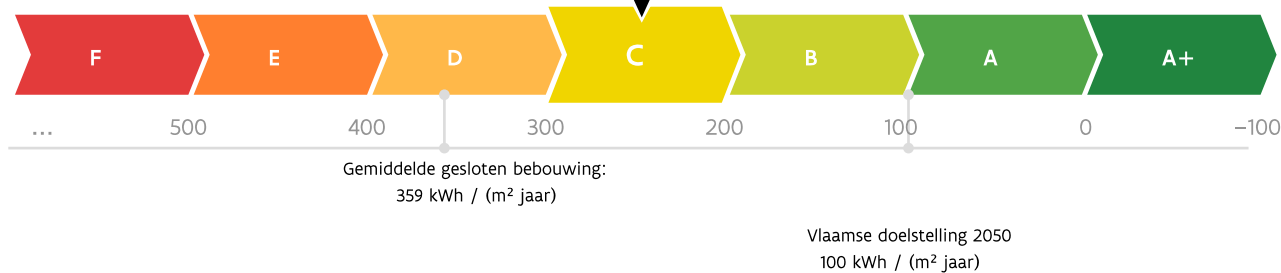 F E D C B A A+
... 500 400 300 200 100 0 –100
Gemiddelde gesloten bebouwing:
359 kWh / (m² jaar)
Vlaamse doelstelling 2050
100 kWh / (m² jaar)